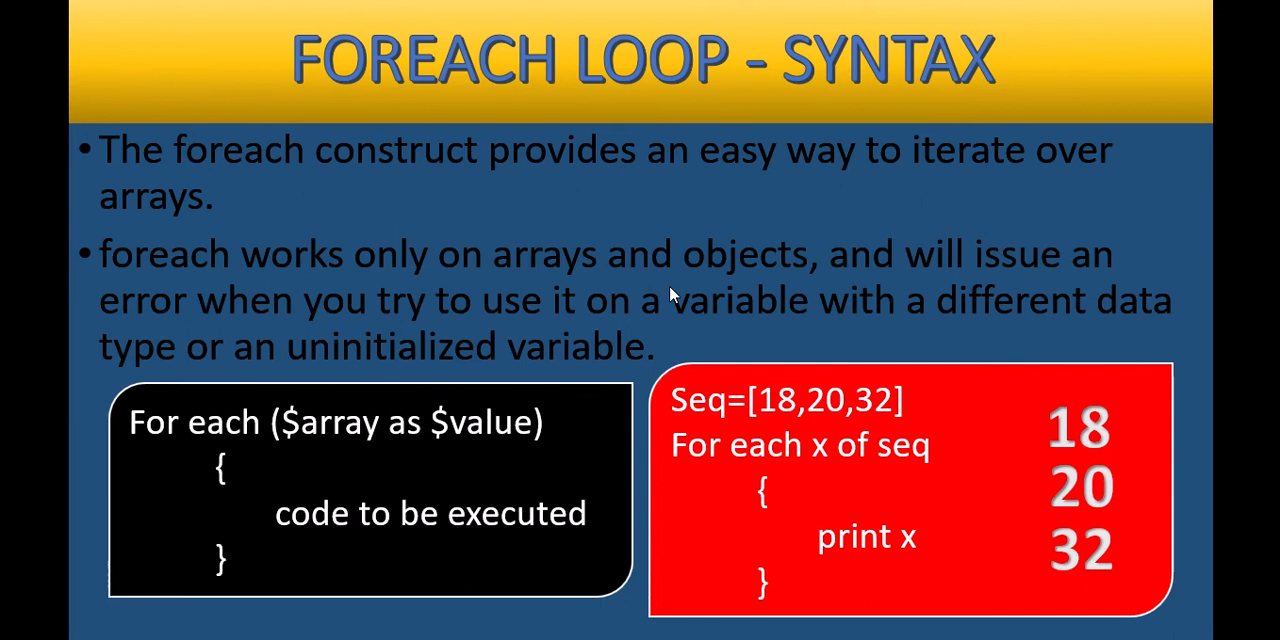 FOREACH LOOP - SYNTAX
• The foreach construct provides an easy way to iterate over
arrays.
• foreach works only on arrays and objects, and will issue an
error when you try to use it on a variable with a different data
type or an uninitialized variable.
For each ($array as $value)
{
code to be executed
}
Seq=[18,20,32]
For each x of seq
{
print x
}
18
20
32